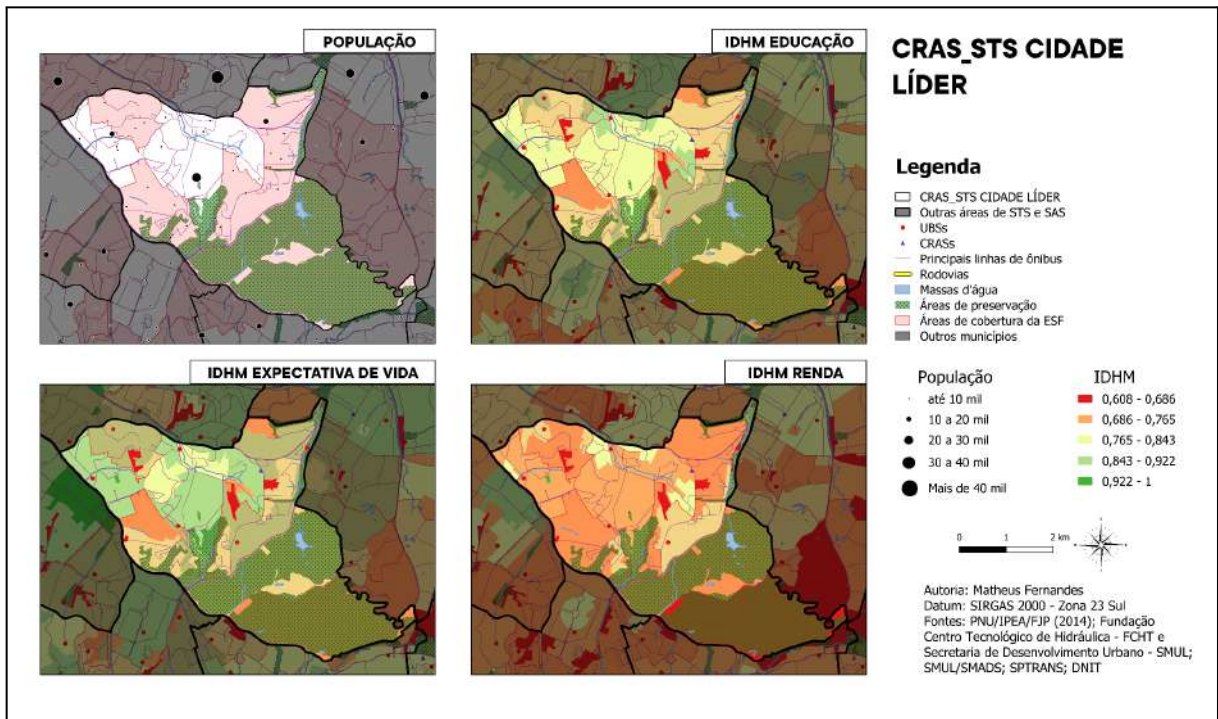 POPULAÇÃO
IDHM EDUCAÇÃO
IDHM EXPECTATIVA DE VIDA
IDHM RENDA
CRAS_STS CIDADE
LÍDER
Legenda
CRAS_STS CIDADE LÍDER
Outras áreas de STS e SAS
UBSs
CRASs
Principais linhas de ônibus
Rodovias
Massas d'água
Áreas de preservação
Áreas de cobertura da ESF
Outros municípios
População
até 10 mil
10 a 20 mil
20 a 30 mil
30 a 40 mil
Mais de 40 mil
IDHM
0,608 - 0,686
0,686 - 0,765
0,765 - 0,843
0,843 - 0,922
0,922 - 1
0 1 2 km
Autoria: Matheus Fernandes
Datum: SIRGAS 2000 - Zona 23 Sul
Fontes: PNU/IPEA/FJP (2014); Fundação
Centro Tecnológico de Hidráulica - FCHT e
Secretaria de Desenvolvimento Urbano - SMUL;
SMUL/SMADS; SPTRANS; DNIT